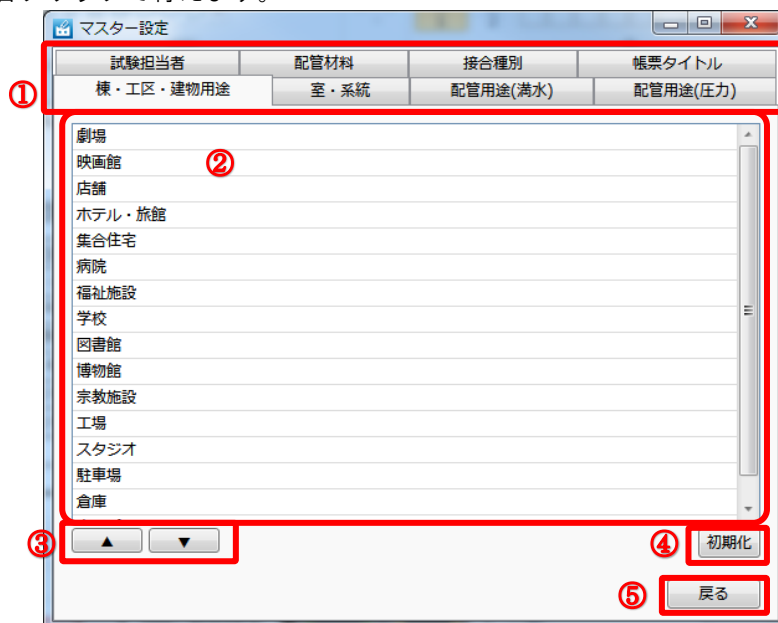 マスター設定
試験担当者 配管材料 接合種別 帳票タイトル
①
棟・工区・建物用途 室・系統 配管用途(満水) 配管用途(圧力)
劇場
映画館 ②
店舗
ホテル・旅館
集合住宅
病院
福祉施設
学校
図書館
博物館
宗教施設
工場
スタジオ
駐車場
倉庫
③ ▲ ▼ ④ 初期化
⑤ 戻る